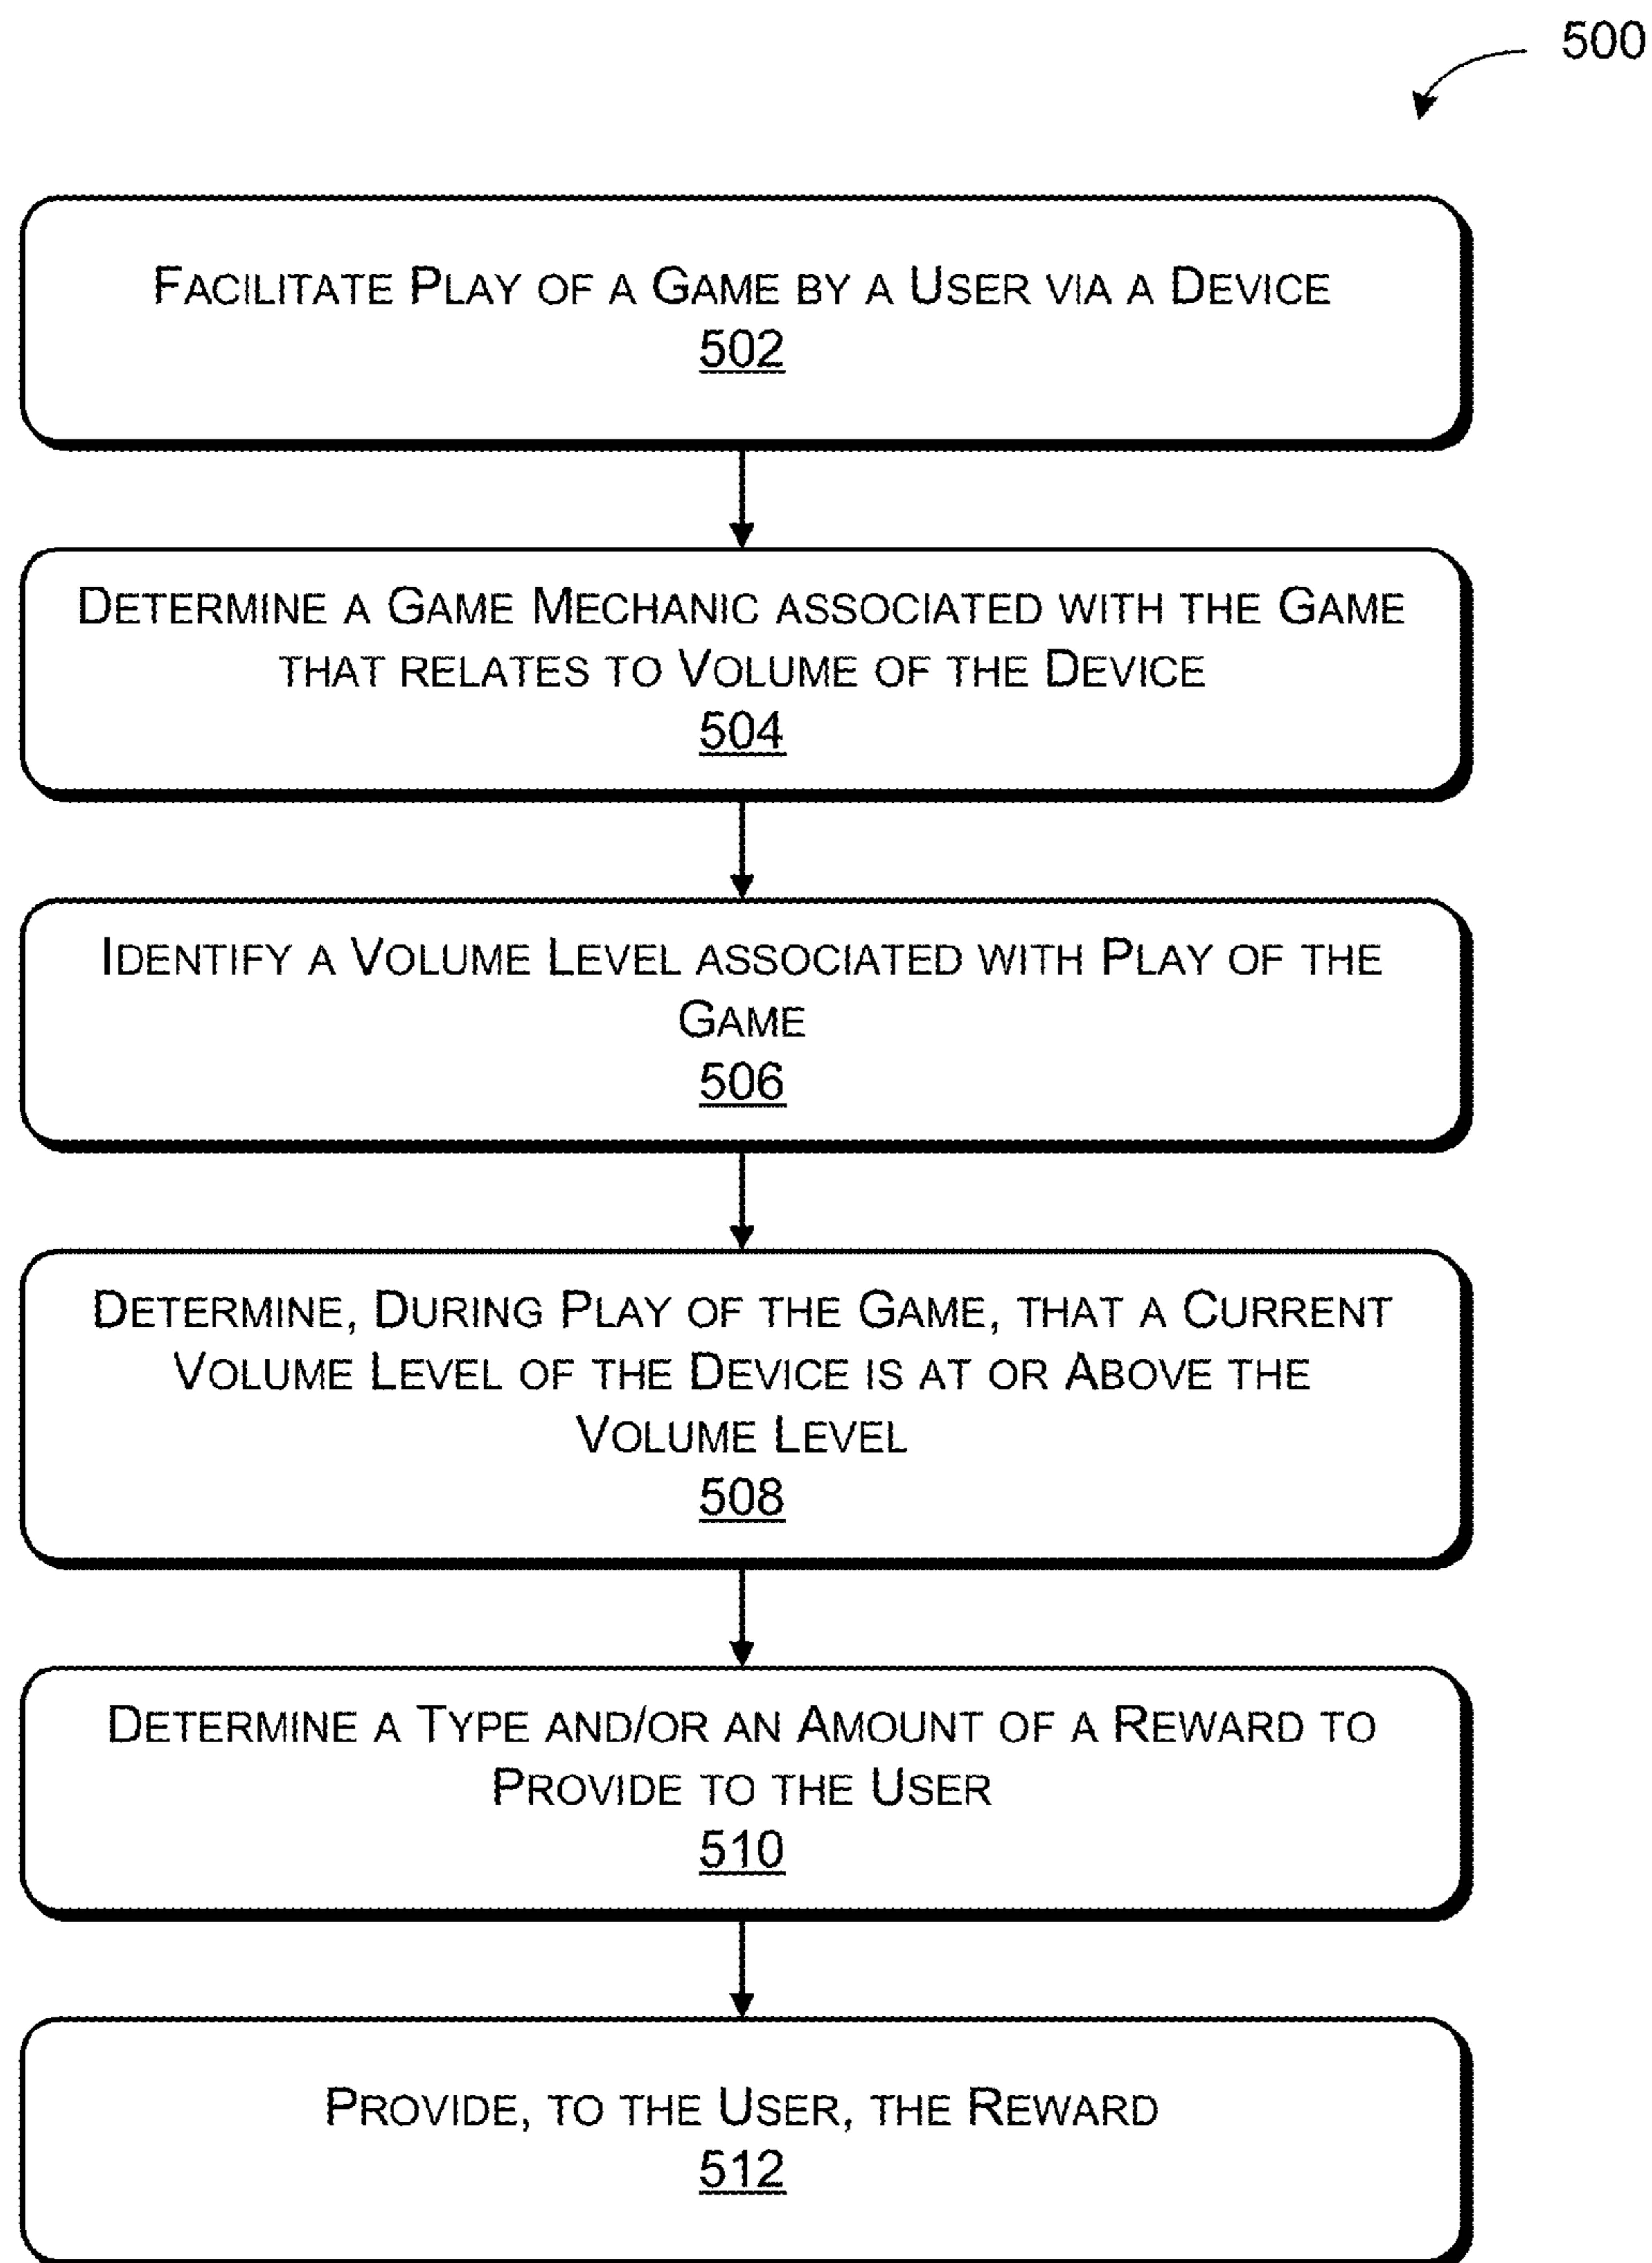 500
FACILITATE PLAY OF A GAME BY A USER VIA A DEVICE
502
DETERMINE A GAME MECHANIC ASSOCIATED WITH THE GAME
THAT RELATES TO VOLUME OF THE DEVICE
504
IDENTIFY A VOLUME LEVEL ASSOCIATED WITH PLAY OF THE
GAME
506
DETERMINE, DURING PLAY OF THE GAME, THAT A CURRENT
VOLUME LEVEL OF THE DEVICE IS AT OR ABOVE THE
VOLUME LEVEL
508
DETERMINE A TYPE AND/OR AN AMOUNT OF A REWARD TO
PROVIDE TO THE USER
510
PROVIDE, TO THE USER, THE REWARD
512